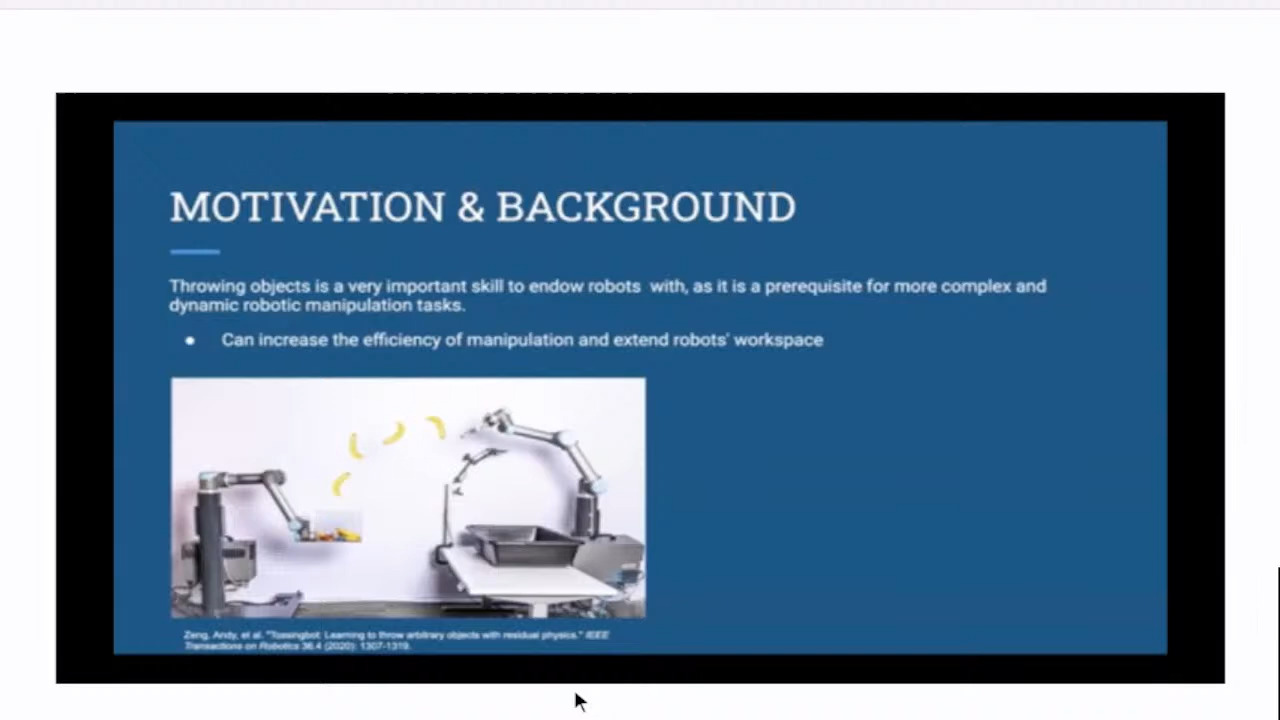 MOTIVATION & BACKGROUND
Throwing objects is a very important skill to endow robots with, as it is a prerequisite for more complex and
dynamic robotic manipulation tasks.
● Can increase the efficiency of manipulation and extend robots' workspace
Zeng, Andy, et al. "Tossingbot: Learning to throw arbitrary objects with residual physics." IEEE
Transactions on Robotics 36.4 (2020): 1307-1319.